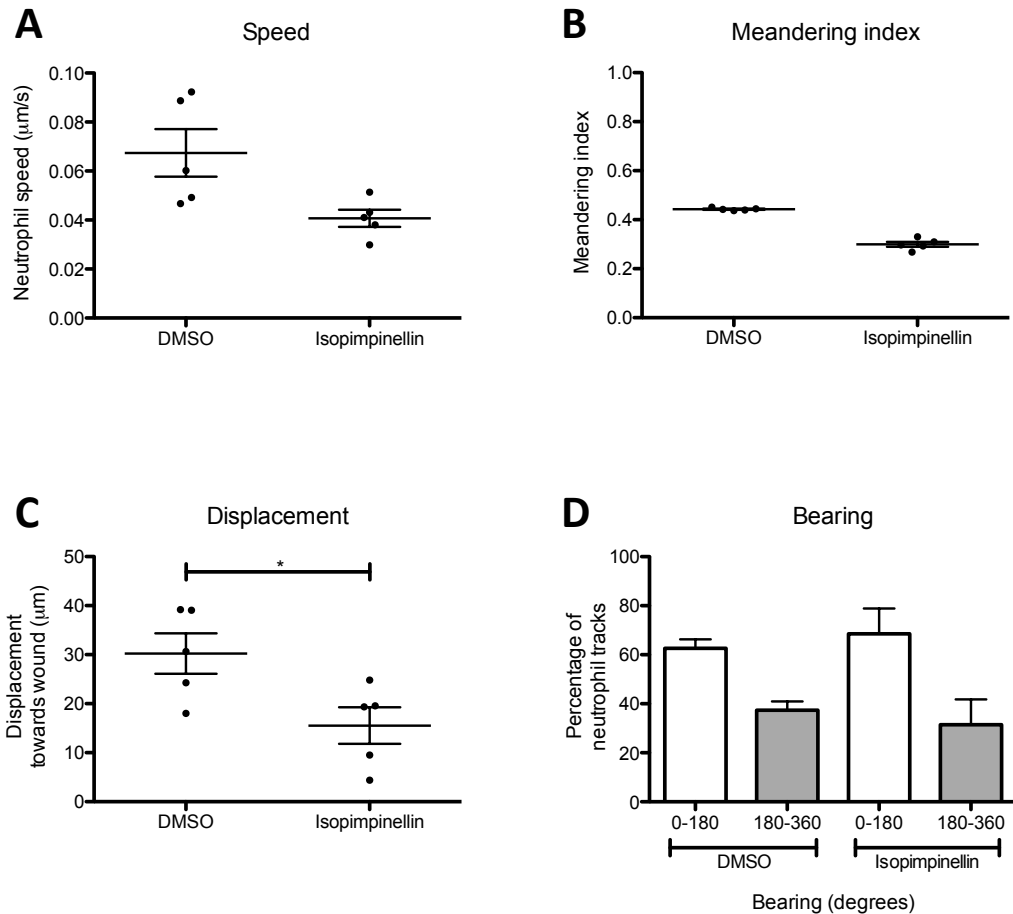 A
Speed
Neutrophil speed (μm/s)
0.10
0.08
0.06
0.04
0.02
0.00
DMSO
Isopimpinellin
B
Meandering index
Meandering index
1.0
0.8
0.6
0.4
0.2
0.0
DMSO
Isopimpinellin
C
Displacement
Displacement
towards wound (μm)
50
40
30
20
10
0
*
DMSO
Isopimpinellin
D
Bearing
Percentage of
neutrophil tracks
100
80
60
40
20
0
0-180
180-360
0-180
180-360
DMSO
Isopimpinellin
Bearing (degrees)